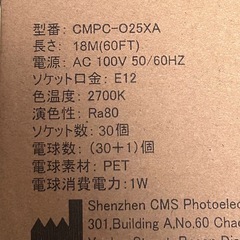 型番: CMPC-O25XA
長さ: 18M(60FT)
電源: AC 100V 50/60HZ
ソケット口金: E12
色温度: 2700K
演色性: Ra80
ソケット数: 30個
電球数: (30+1)個
電球素材: PET
電球消費電力: 1W
Shenzhen CMS Photoelec
301,Building A,No.60 Chao